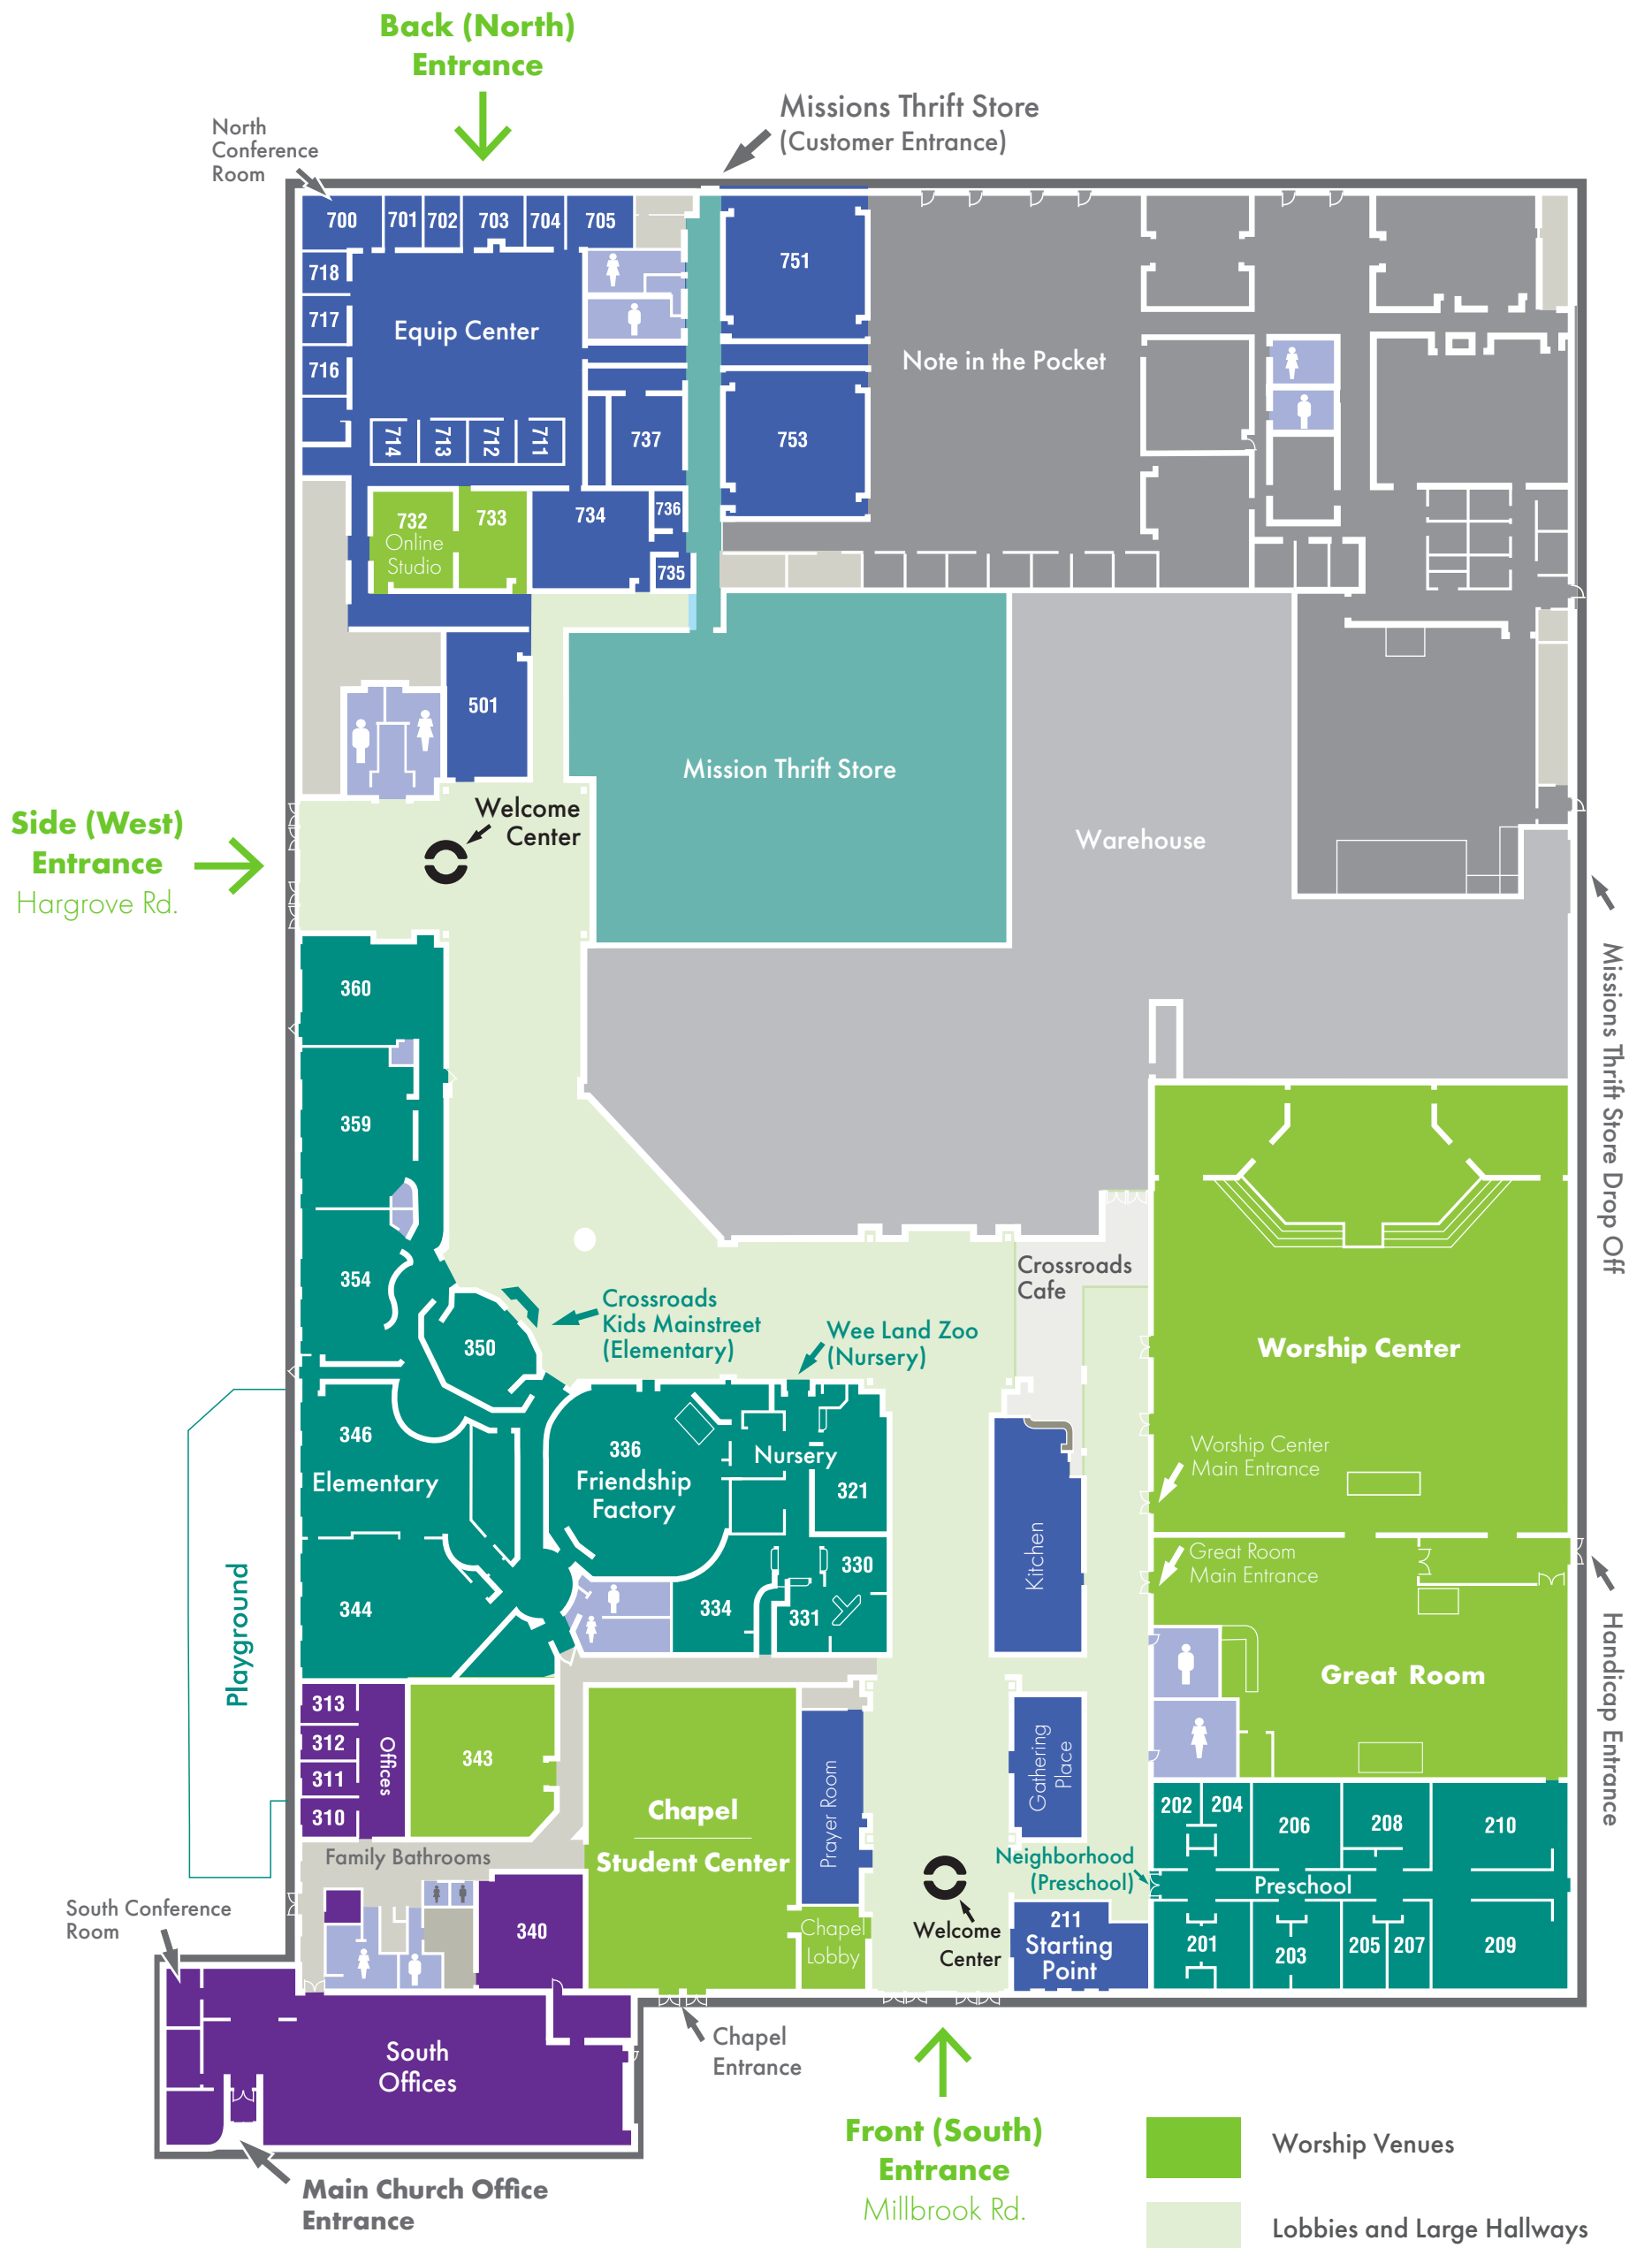 Back (North)
Entrance
Missions Thrift Store
(Customer Entrance)
North
Conference
Room
700
701
702
703
704
705
718
717
716
Equip Center
714
713
712
711
737
751
753
Note in the Pocket
732
Online
Studio
733
734
736
735
501
Mission Thrift Store
Warehouse
Side (West)
Entrance
Hargrove Rd.
Welcome
Center
Missions Thrift Store Drop Off
360
359
354
350
Crossroads
Kids Mainstreet
(Elementary)
Wee Land Zoo
(Nursery)
Crossroads
Cafe
Worship Center
346
Elementary
336
Friendship
Factory
Nursery
321
Worship Center
Main Entrance
Great Room
Main Entrance
Kitchen
330
334
331
344
Playground
Great Room
Handicap Entrance
313
312
311
310
Offices
343
Chapel
Student Center
Prayer Room
Gathering
Place
202
204
206
208
210
Neighborhood
(Preschool)
Preschool
Family Bathrooms
340
Chapel
Lobby
Welcome
Center
211
Starting
Point
201
203
205
207
209
South Conference
Room
South
Offices
Chapel
Entrance
Main Church Office
Entrance
Front (South)
Entrance
Millbrook Rd.
Worship Venues
Lobbies and Large Hallways